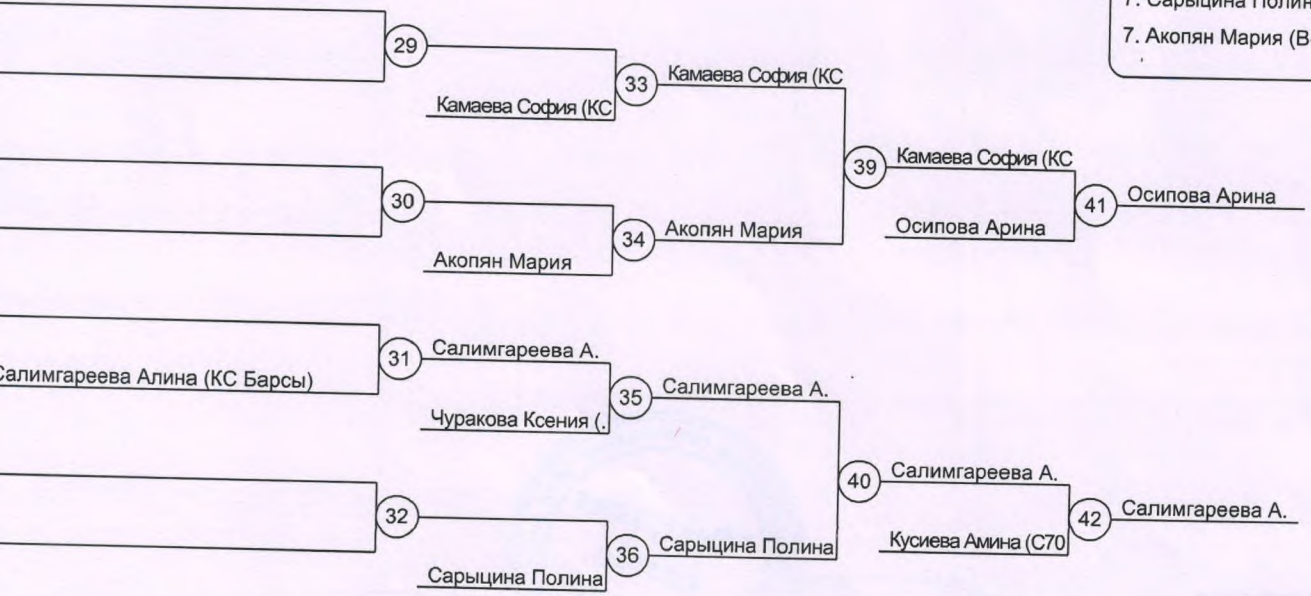 7. Сарыцина Полин
7. Акопян Мария (В
29
33
Камаева София (КС
Камаева София (КС
39
Камаева София (КС
30
41
Осипова Арина
34
Акопян Мария
Осипова Арина
Акопян Мария
31
Салимгареева А.
Салимгареева Алина (КС Барсы)
35
Салимгареева А.
Чуракова Ксения (.
40
Салимгареева А.
32
42
Салимгареева А.
36
Сарыцина Полина
Кусиева Амина (С70
Сарыцина Полина